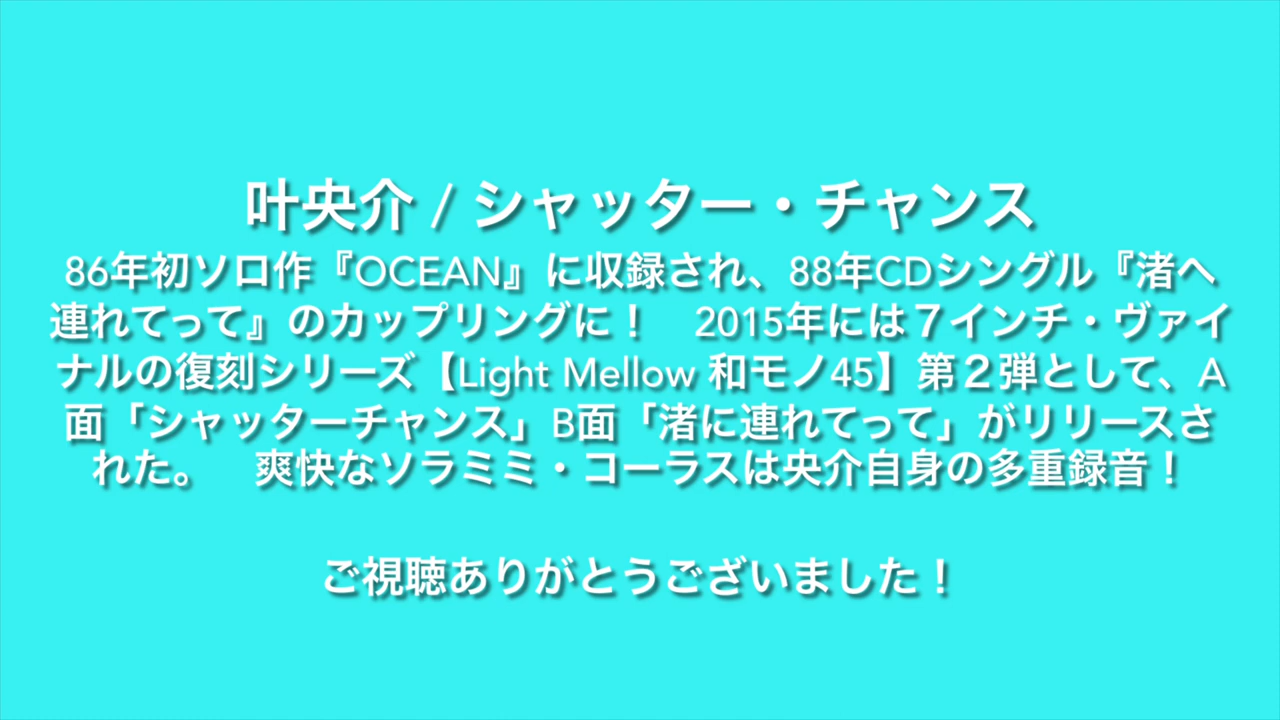 叶央介 / シャッター・チャンス
86年初ソロ作『OCEAN』に収録され、88年CDシングル『渚へ
連れてって』のカップリングに！　2015年には７インチ・ヴァイ
ナルの復刻シリーズ【Light Mellow 和モノ45】第２弾として、A
面「シャッターチャンス」B面「渚に連れてって」がリリースさ
れた。　爽快なソラミミ・コーラスは央介自身の多重録音！
ご視聴ありがとうございました！